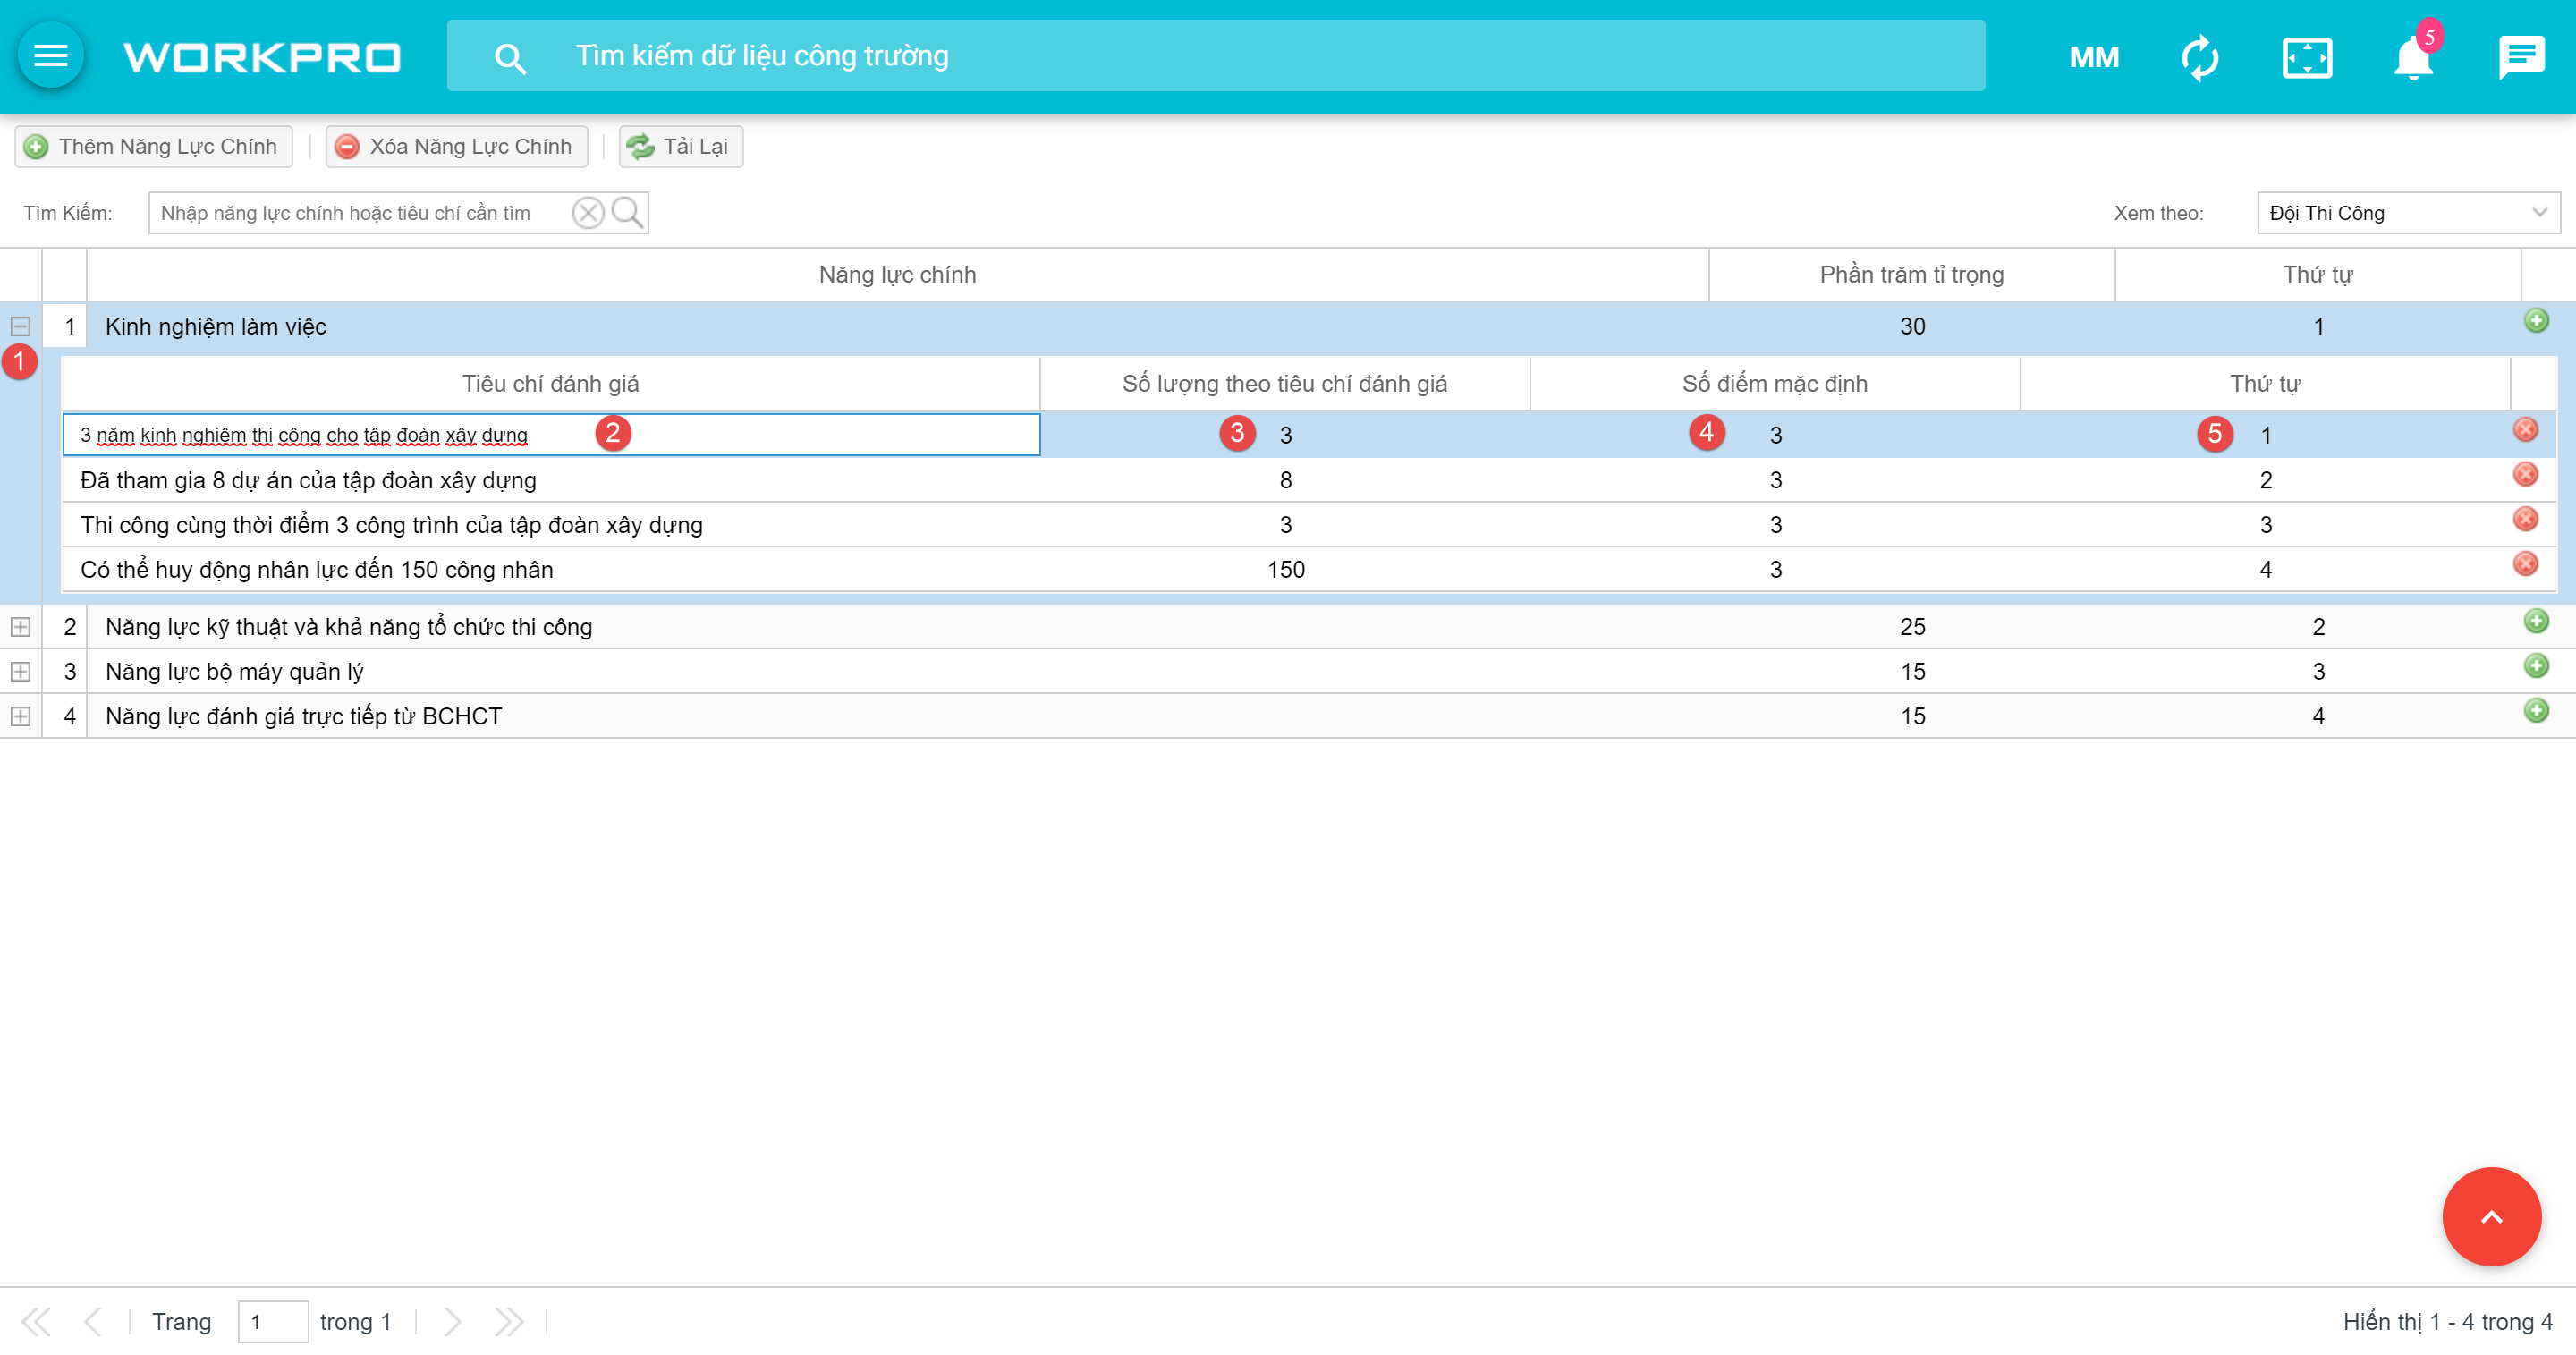 WORKPRO Tìm kiếm dữ liệu công trường MM 5
Thêm Năng Lực Chính Xóa Năng Lực Chính Tải Lại
Tìm Kiếm: Nhập năng lực chính hoặc tiêu chí cần tìm Xem theo: Đội Thi Công
Năng lực chính Phần trăm tỉ trọng Thứ tự
1 Kinh nghiệm làm việc 30 1
1
Tiêu chí đánh giá Số lượng theo tiêu chí đánh giá Số điểm mặc định Thứ tự
3 năm kinh nghiệm thi công cho tập đoàn xây dựng 2 3 3 4 3 5 1
Đã tham gia 8 dự án của tập đoàn xây dựng 8 3 2
Thi công cùng thời điểm 3 công trình của tập đoàn xây dựng 3 3 3
Có thể huy động nhân lực đến 150 công nhân 150 3 4
2 Năng lực kỹ thuật và khả năng tổ chức thi công 25 2
3 Năng lực bộ máy quản lý 15 3
4 Năng lực đánh giá trực tiếp từ BCHCT 15 4
Trang 1 trong 1 Hiển thị 1 - 4 trong 4